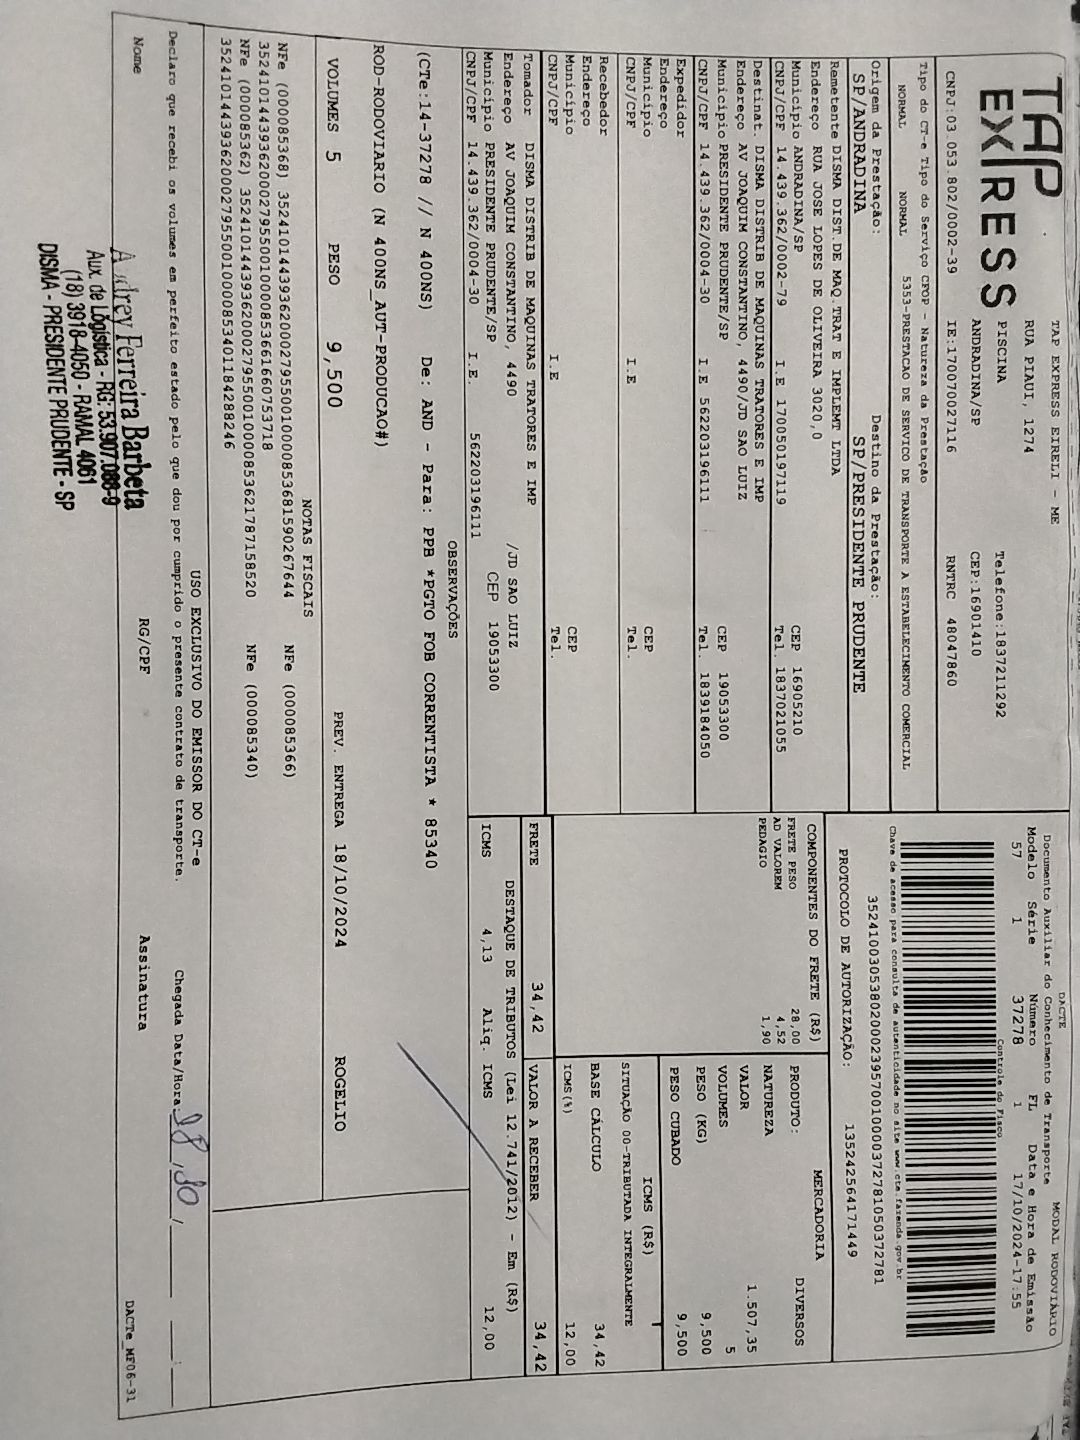 TAP
EXPRESS
TAP EXPRESS EIRELI - ME
RUA PIAUI, 1274
PISCINA Telefone:1837211292
ANDRADINA/SP CEP:16901410
CNPJ:03.053.802/0002-39 IE:170070027116 RNTRC 48047860
Tipo do CT-e Tipo do Serviço CFOP - Natureza da Prestação
NORMAL NORMAL 5353-PRESTACAO DE SERVICO DE TRANSPORTE A ESTABELECIMENTO COMERCIAL
Origem da Prestação: Destino da Prestação:
SP/ANDRADINA SP/PRESIDENTE PRUDENTE
Remetente DISMA DIST.DE MAQ.TRAT E IMPLEMT LTDA
Endereço RUA JOSE LOPES DE OLIVEIRA 3020,0
Município ANDRADINA/SP CEP 16905210
CNPJ/CPF 14.439.362/0002-79 I.E 170050197119 Tel. 1837021055
Destinat. DISMA DISTRIB DE MAQUINAS TRATORES E IMP
Endereço AV JOAQUIM CONSTANTINO, 4490/JD SAO LUIZ
Município PRESIDENTE PRUDENTE/SP CEP 19053300
CNPJ/CPF 14.439.362/0004-30 I.E 562203196111 Tel. 1839184050
Expedidor
Endereço
Município CEP
CNPJ/CPF I.E Tel.
Recebedor
Endereço
Município CEP
CNPJ/CPF I.E Tel.
Tomador DISMA DISTRIB DE MAQUINAS TRATORES E IMP
Endereço AV JOAQUIM CONSTANTINO, 4490 /JD SAO LUIZ
Município PRESIDENTE PRUDENTE/SP CEP 19053300
CNPJ/CPF 14.439.362/0004-30 I.E. 562203196111
DACTE MODAL RODOVIÁRIO
Documento Auxiliar do Conhecimento de Transporte
Modelo Série Número FL Data e Hora de Emissão
57 1 37278 1 17/10/2024-17:55
Controle do Fisco
Chave de acesso para consulta de autenticidade no site www.cte.fazenda.gov.br
35241003053802000239570010000372781050372781
PROTOCOLO DE AUTORIZAÇÃO: 135242564171449
COMPONENTES DO FRETE (R$)
FRETE PESO 28,00
AD VALOREM 4,52
PEDAGIO 1,90
MERCADORIA
PRODUTO: DIVERSOS
NATUREZA
VALOR 1.507,35
VOLUMES 5
PESO (KG) 9,500
PESO CUBADO 9,500
ICMS (R$)
SITUAÇÃO 00-TRIBUTADA INTEGRALMENTE
BASE CÁLCULO 34,42
ICMS(%) 12,00
FRETE 34,42 VALOR A RECEBER 34,42
DESTAQUE DE TRIBUTOS (Lei 12.741/2012) - Em (R$)
ICMS 4,13 Aliq. ICMS 12,00
OBSERVAÇÕES
(CTe:14-37278 // N 400NS) De: AND - Para: PPB *PGTO FOB CORRENTISTA * 85340
ROD-RODOVIARIO (N 400NS_AUT-PRODUCAO#)
VOLUMES 5 PESO 9,500 PREV. ENTREGA 18/10/2024 ROGELIO
NOTAS FISCAIS
NFe (000085368) 35241014439362000279550010000853681590267644 NFe (000085366)
35241014439362000279550010000853661660753718
NFe (000085362) 35241014439362000279550010000853621787158520 NFe (000085340)
35241014439362000279550010000853401184288246
USO EXCLUSIVO DO EMISSOR DO CT-e
Declaro que recebi os volumes em perfeito estado pelo que dou por cumprido o presente contrato de transporte. Chegada Data/Hora: 18/10/ :
Nome RG/CPF Assinatura DACTe_MF06-31
Audrey Ferreira Barbeta
Aux. de Logística - RG: 53.907.088-9
(18) 3918-4050 - RAMAL 4061
DISMA - PRESIDENTE PRUDENTE - SP